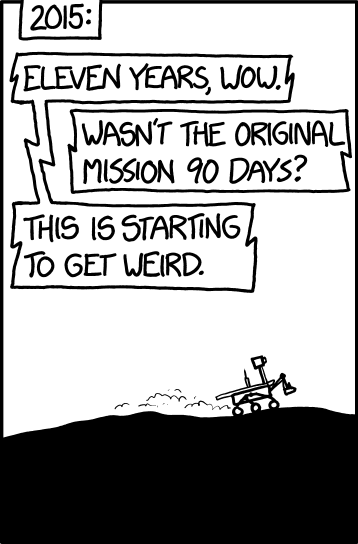 2015:
ELEVEN YEARS, WOW.
WASN'T THE ORIGINAL
MISSION 90 DAYS?
THIS IS STARTING
TO GET WEIRD.